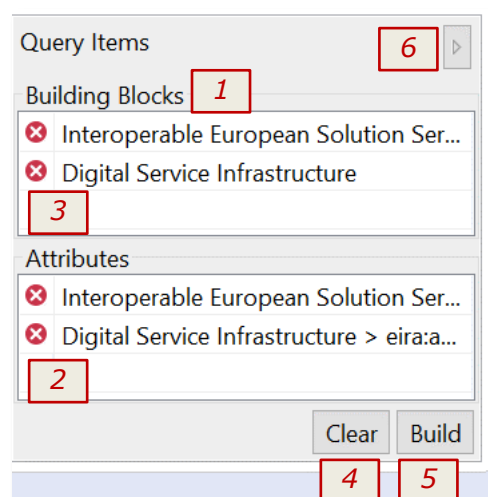 Query Items 6
Building Blocks 1
Interoperable European Solution Ser...
Digital Service Infrastructure
3
Attributes
Interoperable European Solution Ser...
Digital Service Infrastructure > eira:a...
2
Clear Build
4 5